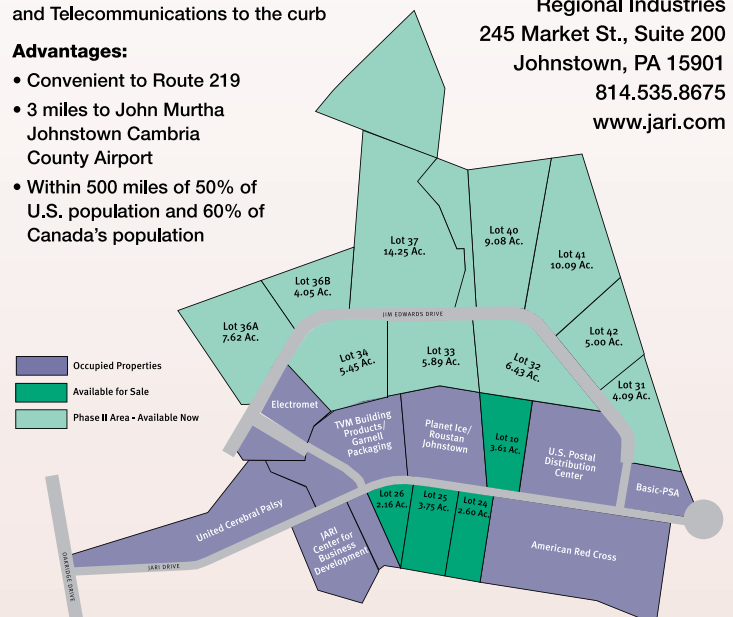 and Telecommunications to the curb
Advantages:
• Convenient to Route 219
• 3 miles to John Murtha
Johnstown Cambria
County Airport
• Within 500 miles of 50% of
U.S. population and 60% of
Canada's population
Regional Industries
245 Market St., Suite 200
Johnstown, PA 15901
814.535.8675
www.jari.com
Lot 37
14.25 Ac.
Lot 40
9.08 Ac.
Lot 41
10.09 Ac.
Lot 36B
4.05 Ac.
Lot 36A
7.62 Ac.
JIM EDWARDS DRIVE
Lot 42
5.00 Ac.
Lot 34
5.45 Ac.
Lot 33
5.89 Ac.
Lot 32
6.43 Ac.
Lot 31
4.09 Ac.
Occupied Properties
Available for Sale
Phase II Area - Available Now
Electromet
TVM Building
Products/
Garnell
Packaging
Planet Ice/
Roustan
Johnstown
Lot 10
3.61 Ac.
U.S. Postal
Distribution
Center
Basic-PSA
Lot 26
2.16 Ac.
Lot 25
3.75 Ac.
Lot 24
2.60 Ac.
United Cerebral Palsy
JARI
Center for
Business
Development
American Red Cross
OAKRIDGE DRIVE
JARI DRIVE